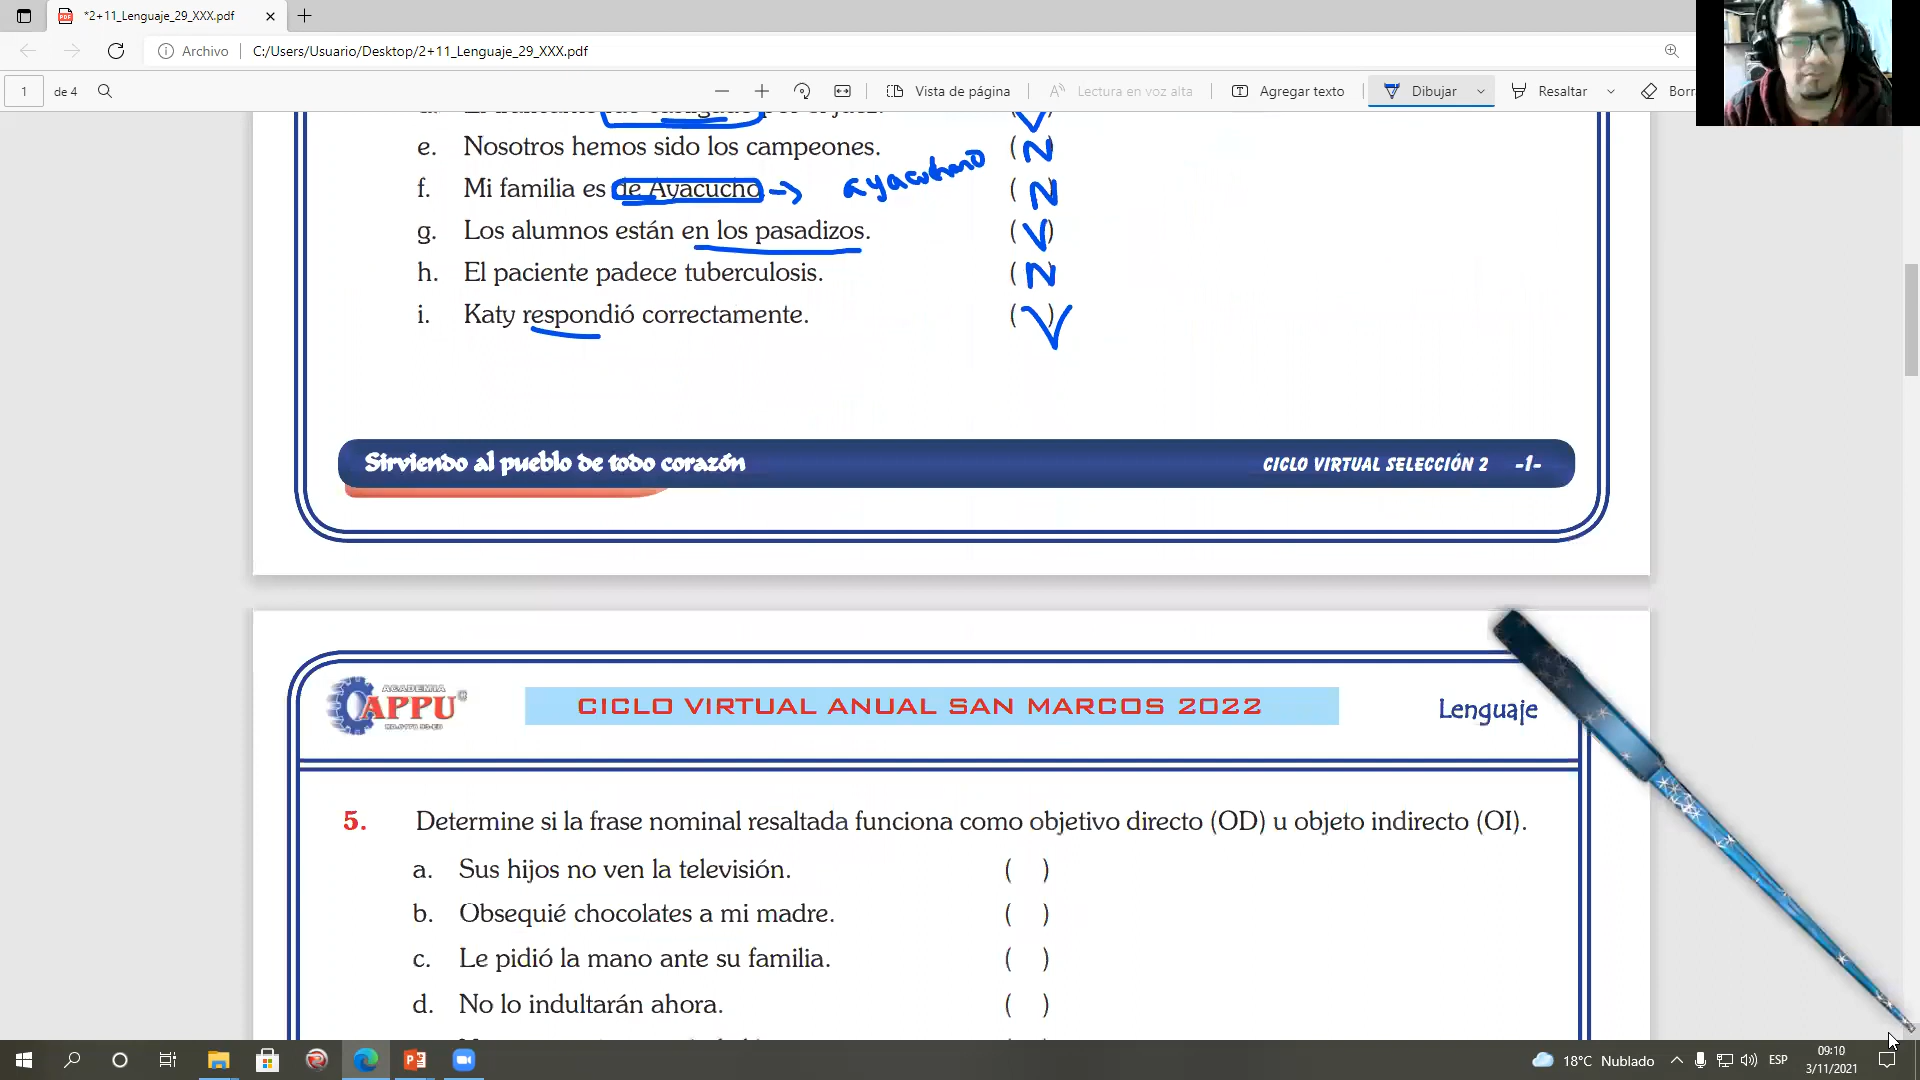 *2+11_Lenguaje_29_XXX.pdf
Archivo C:/Users/Usuario/Desktop/2+11_Lenguaje_29_XXX.pdf
1 de 4 Vista de página Lectura en voz alta Agregar texto Dibujar Resaltar Borr
e. Nosotros hemos sido los campeones. ( N )
f. Mi familia es de Ayacucho → ayacuchano ( N )
g. Los alumnos están en los pasadizos. ( V )
h. El paciente padece tuberculosis. ( N )
i. Katy respondió correctamente. ( V )
Sirviendo al pueblo de todo corazón CICLO VIRTUAL SELECCIÓN 2 -1-
ACADEMIA
APPU
CICLO VIRTUAL ANUAL SAN MARCOS 2022 Lenguaje
5. Determine si la frase nominal resaltada funciona como objetivo directo (OD) u objeto indirecto (OI).
a. Sus hijos no ven la televisión. ( )
b. Obsequié chocolates a mi madre. ( )
c. Le pidió la mano ante su familia. ( )
d. No lo indultarán ahora. ( )
18°C Nublado ESP 09:10
3/11/2021